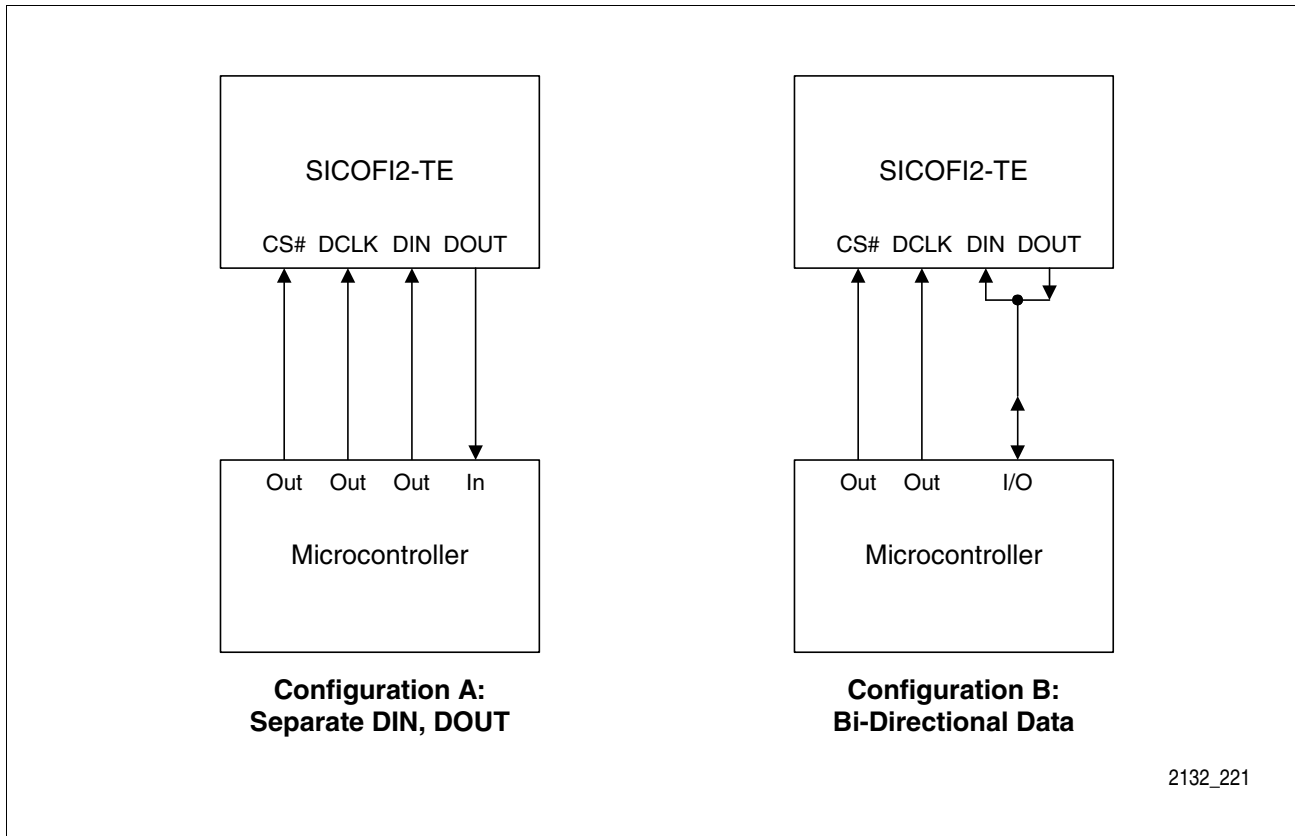 SICOFI2-TE
CS# DCLK DIN DOUT
Out Out Out In
Microcontroller
Configuration A:
Separate DIN, DOUT
SICOFI2-TE
CS# DCLK DIN DOUT
Out Out I/O
Microcontroller
Configuration B:
Bi-Directional Data
2132_221